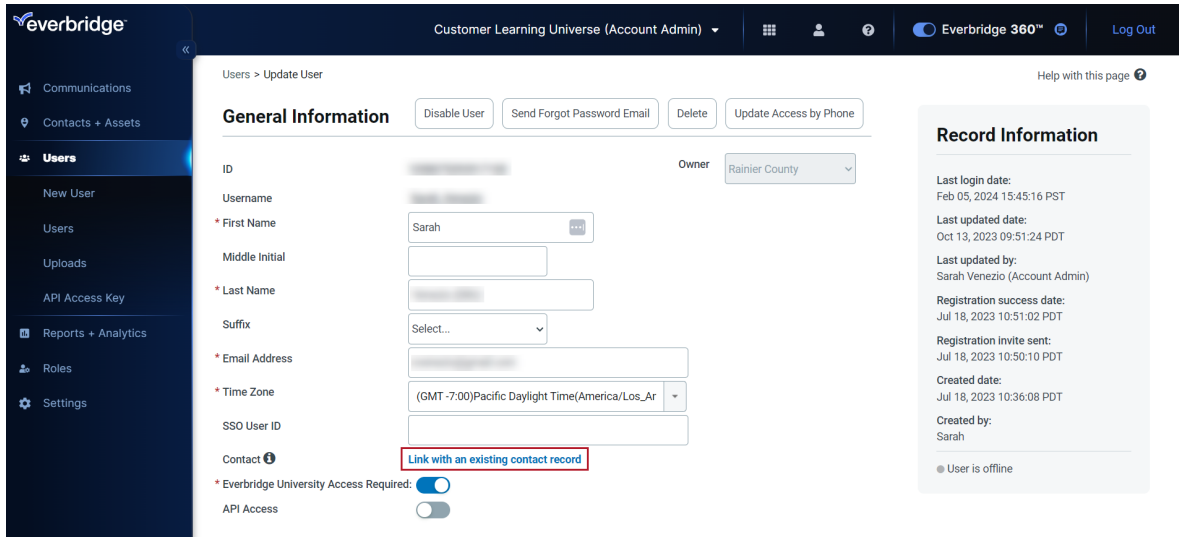 everbridge™
Customer Learning Universe (Account Admin)
Everbridge 360™
Log Out
Communications
Contacts + Assets
Users
New User
Users
Uploads
API Access Key
Reports + Analytics
Roles
Settings
Users > Update User
Help with this page
General Information
Disable User
Send Forgot Password Email
Delete
Update Access by Phone
ID
Owner
Rainier County
Username
* First Name
Sarah
Middle Initial
* Last Name
Suffix
Select...
* Email Address
* Time Zone
(GMT -7:00)Pacific Daylight Time(America/Los_Ar
SSO User ID
Contact
Link with an existing contact record
* Everbridge University Access Required:
API Access
Record Information
Last login date:
Feb 05, 2024 15:45:16 PST
Last updated date:
Oct 13, 2023 09:51:24 PDT
Last updated by:
Sarah Venezio (Account Admin)
Registration success date:
Jul 18, 2023 10:51:02 PDT
Registration invite sent:
Jul 18, 2023 10:50:10 PDT
Created date:
Jul 18, 2023 10:36:08 PDT
Created by:
Sarah
User is offline